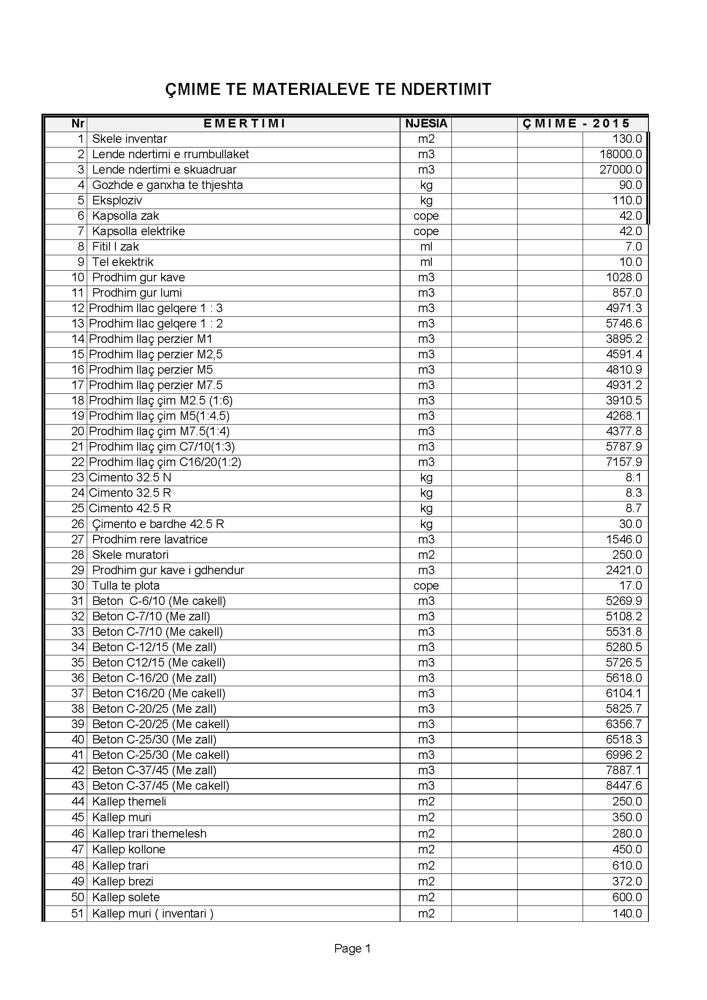 ÇMIME TE MATERIALEVE TE NDERTIMIT
Nr E M E R T I M I NJESIA Ç M I M E - 2 0 1 5
1 Skele inventar m2 130.0
2 Lende ndertimi e rrumbullaket m3 18000.0
3 Lende ndertimi e skuadruar m3 27000.0
4 Gozhde e ganxha te thjeshta kg 90.0
5 Eksploziv kg 110.0
6 Kapsolla zak cope 42.0
7 Kapsolla elektrike cope 42.0
8 Fitil I zak ml 7.0
9 Tel ekektrik ml 10.0
10 Prodhim gur kave m3 1028.0
11 Prodhim gur lumi m3 857.0
12 Prodhim llac gelqere 1 : 3 m3 4971.3
13 Prodhim llac gelqere 1 : 2 m3 5746.6
14 Prodhim llaç perzier M1 m3 3895.2
15 Prodhim llaç perzier M2,5 m3 4591.4
16 Prodhim llaç perzier M5 m3 4810.9
17 Prodhim llaç perzier M7.5 m3 4931.2
18 Prodhim llaç çim M2.5 (1:6) m3 3910.5
19 Prodhim llaç çim M5(1:4.5) m3 4268.1
20 Prodhim llaç çim M7.5(1:4) m3 4377.8
21 Prodhim llaç çim C7/10(1:3) m3 5787.9
22 Prodhim llaç çim C16/20(1:2) m3 7157.9
23 Cimento 32.5 N kg 8.1
24 Cimento 32.5 R kg 8.3
25 Cimento 42.5 R kg 8.7
26 Çimento e bardhe 42.5 R kg 30.0
27 Prodhim rere lavatrice m3 1546.0
28 Skele muratori m2 250.0
29 Prodhim gur kave i gdhendur m3 2421.0
30 Tulla te plota cope 17.0
31 Beton C-6/10 (Me cakell) m3 5269.9
32 Beton C-7/10 (Me zall) m3 5108.2
33 Beton C-7/10 (Me cakell) m3 5531.8
34 Beton C-12/15 (Me zall) m3 5280.5
35 Beton C12/15 (Me cakell) m3 5726.5
36 Beton C-16/20 (Me zall) m3 5618.0
37 Beton C16/20 (Me cakell) m3 6104.1
38 Beton C-20/25 (Me zall) m3 5825.7
39 Beton C-20/25 (Me cakell) m3 6356.7
40 Beton C-25/30 (Me zall) m3 6518.3
41 Beton C-25/30 (Me cakell) m3 6996.2
42 Beton C-37/45 (Me zall) m3 7887.1
43 Beton C-37/45 (Me cakell) m3 8447.6
44 Kallep themeli m2 250.0
45 Kallep muri m2 350.0
46 Kallep trari themelesh m2 280.0
47 Kallep kollone m2 450.0
48 Kallep trari m2 610.0
49 Kallep brezi m2 372.0
50 Kallep solete m2 600.0
51 Kallep muri ( inventari ) m2 140.0
Page 1